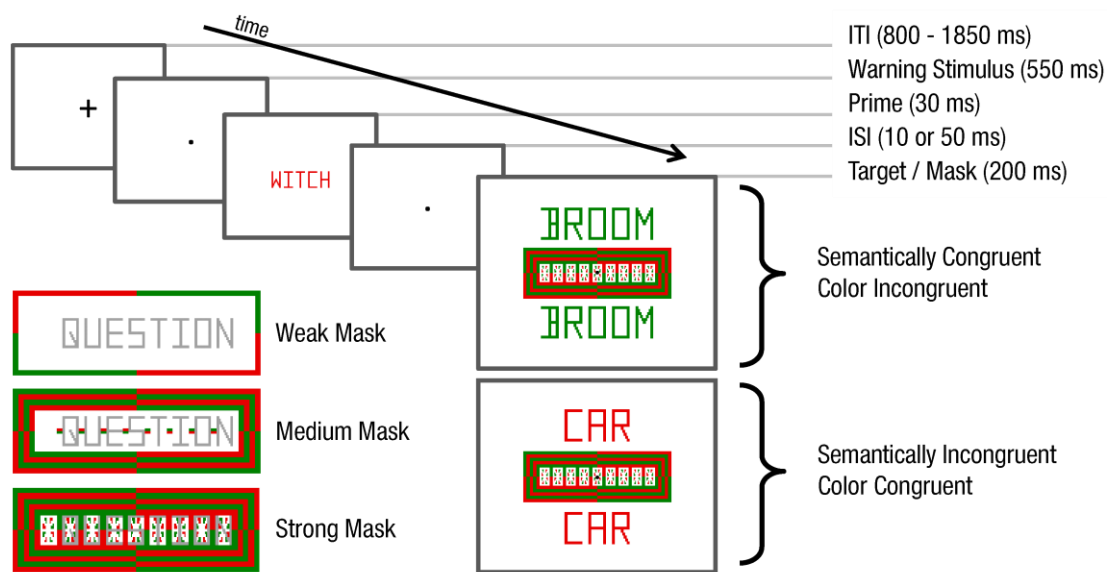 time
ITI (800 - 1850 ms)
Warning Stimulus (550 ms)
Prime (30 ms)
ISI (10 or 50 ms)
Target / Mask (200 ms)
+
WITCH
BROOM
BROOM
Semantically Congruent
Color Incongruent
QUESTION
Weak Mask
QUESTION
Medium Mask
Strong Mask
CAR
CAR
Semantically Incongruent
Color Congruent